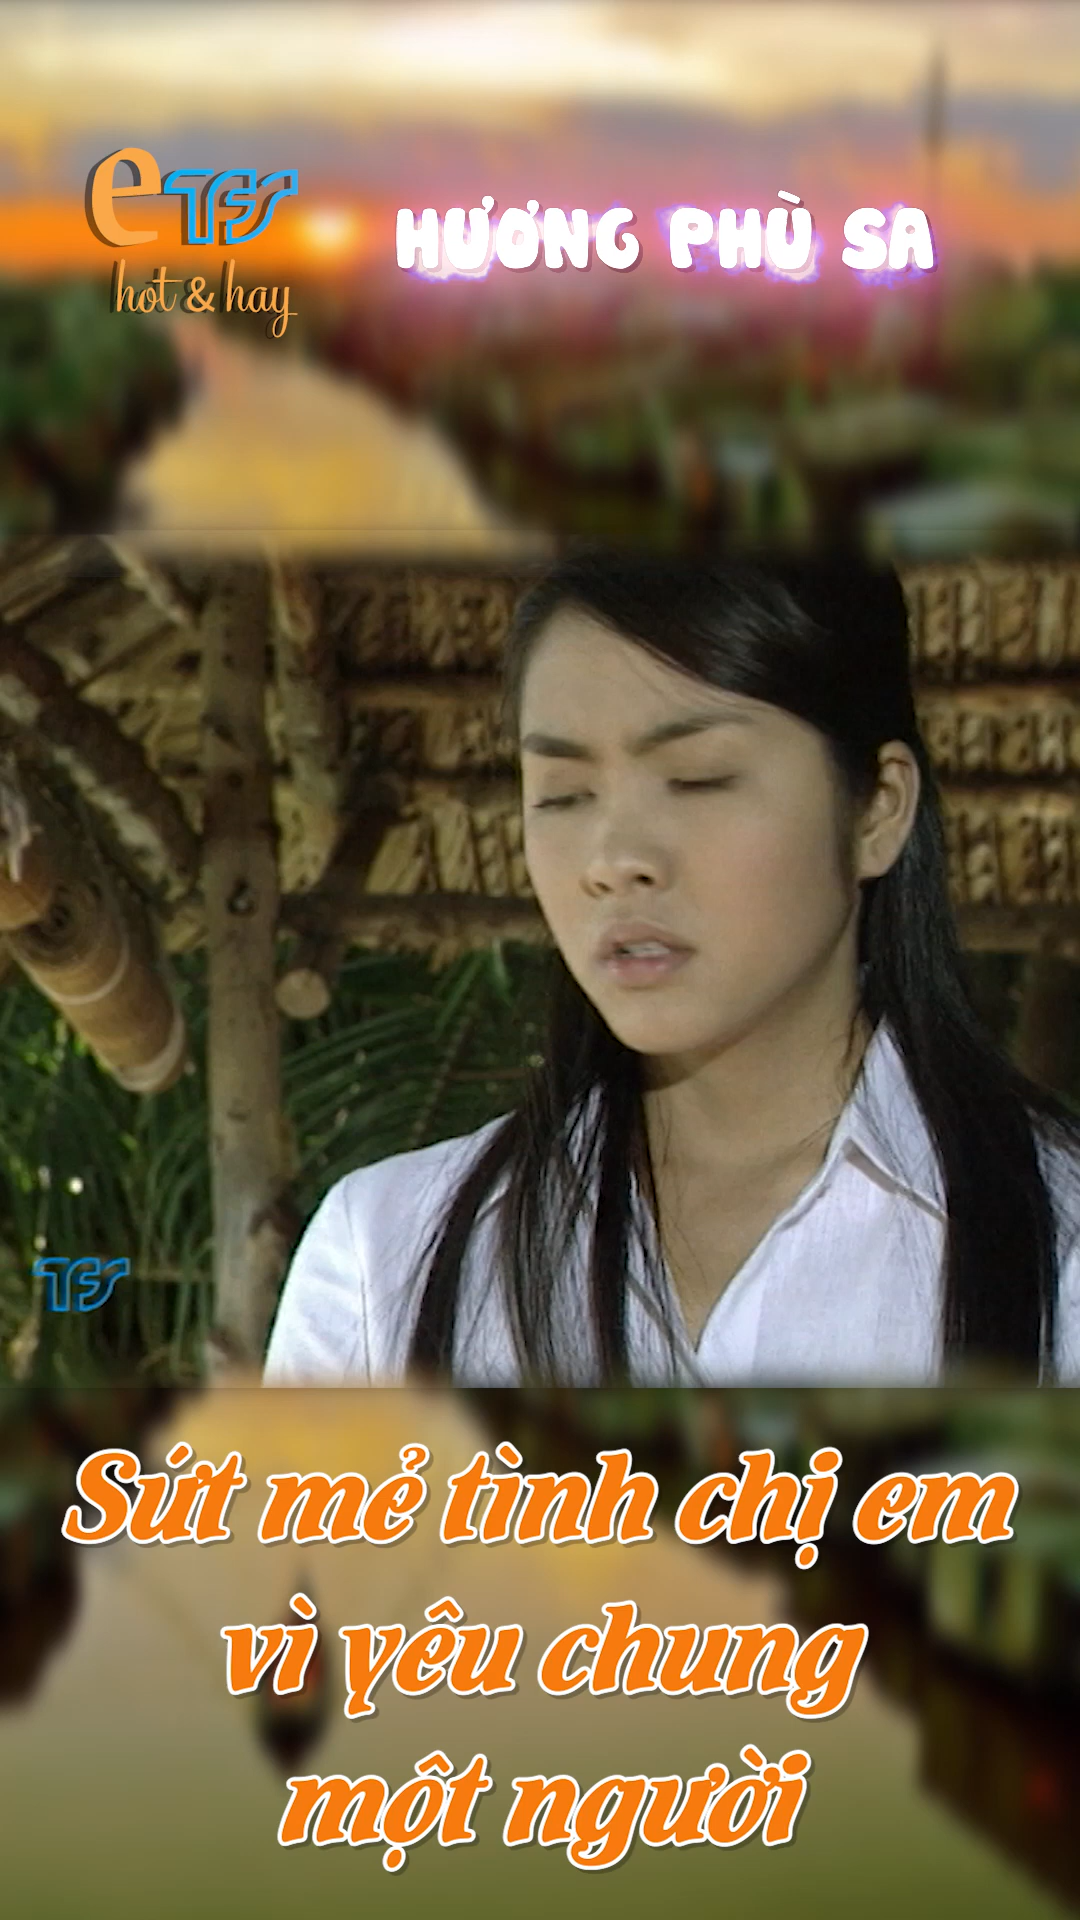 eTFS
HƯƠNG PHÙ SA
hot & hay
TFS
Sứt mẻ tình chị em
vì yêu chung
một người